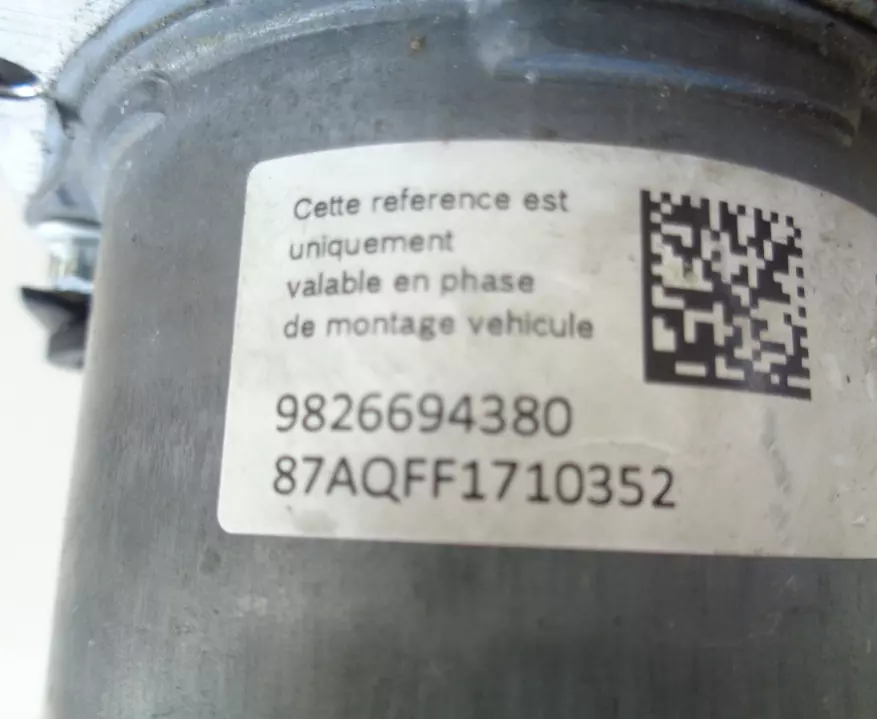 Cette reference est
uniquement
valable en phase
de montage vehicule
9826694380
87AQFF1710352